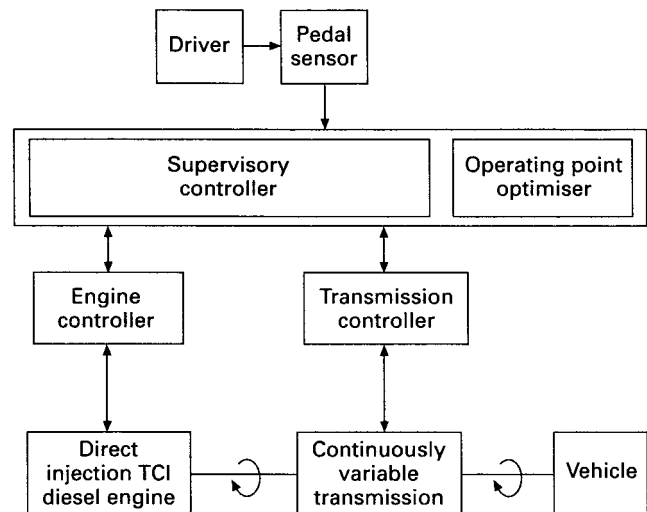 Driver
Pedal
sensor
Supervisory
controller
Operating point
optimiser
Engine
controller
Transmission
controller
Direct
injection TCI
diesel engine
Continuously
variable
transmission
Vehicle